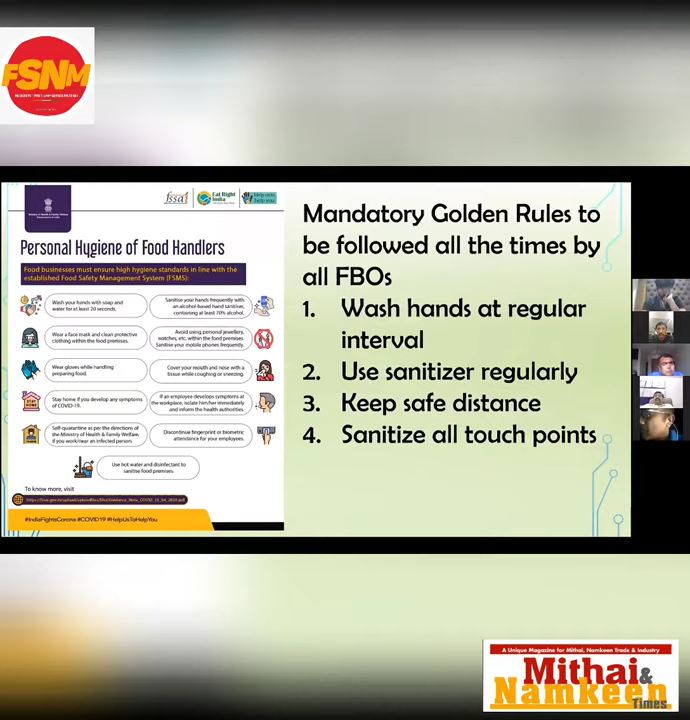 FSNM
fssai
Eat Right
India
Help us to
help you
Personal Hygiene of Food Handlers
Food businesses must ensure high hygiene standards in line with the
established Food Safety Management System (FSMS):
Wash your hands with soap and
water for at least 20 seconds.
Sanitise your hands frequently with
an alcohol-based hand sanitiser,
containing at least 70% alcohol.
Wear a face mask and clean protective
clothing within the food premises.
Avoid using personal jewellery,
watches, etc. within the food premises.
Sanitise your mobile phones frequently.
Wear gloves while handling
preparing food.
Cover your mouth and nose with a
tissue while coughing or sneezing.
Stay home if you develop any symptoms
of COVID-19.
If an employee develops symptoms at
the workplace, isolate him/her immediately
and inform the health authorities.
Self-quarantine as per the directions of
the Ministry of Health & Family Welfare,
if you work/near an infected person.
Discontinue fingerprint or biometric
attendance for your employees.
Use hot water and disinfectant to
sanitise food premises.
To know more, visit
#IndiaFightsCorona #COVID19 #HelpUsToHelpYou
Mandatory Golden Rules to
be followed all the times by
all FBOs
1. Wash hands at regular
interval
2. Use sanitizer regularly
3. Keep safe distance
4. Sanitize all touch points
A Unique Magazine for Mithai, Namkeen Trade & Industry
Mithai &
Namkeen
Times